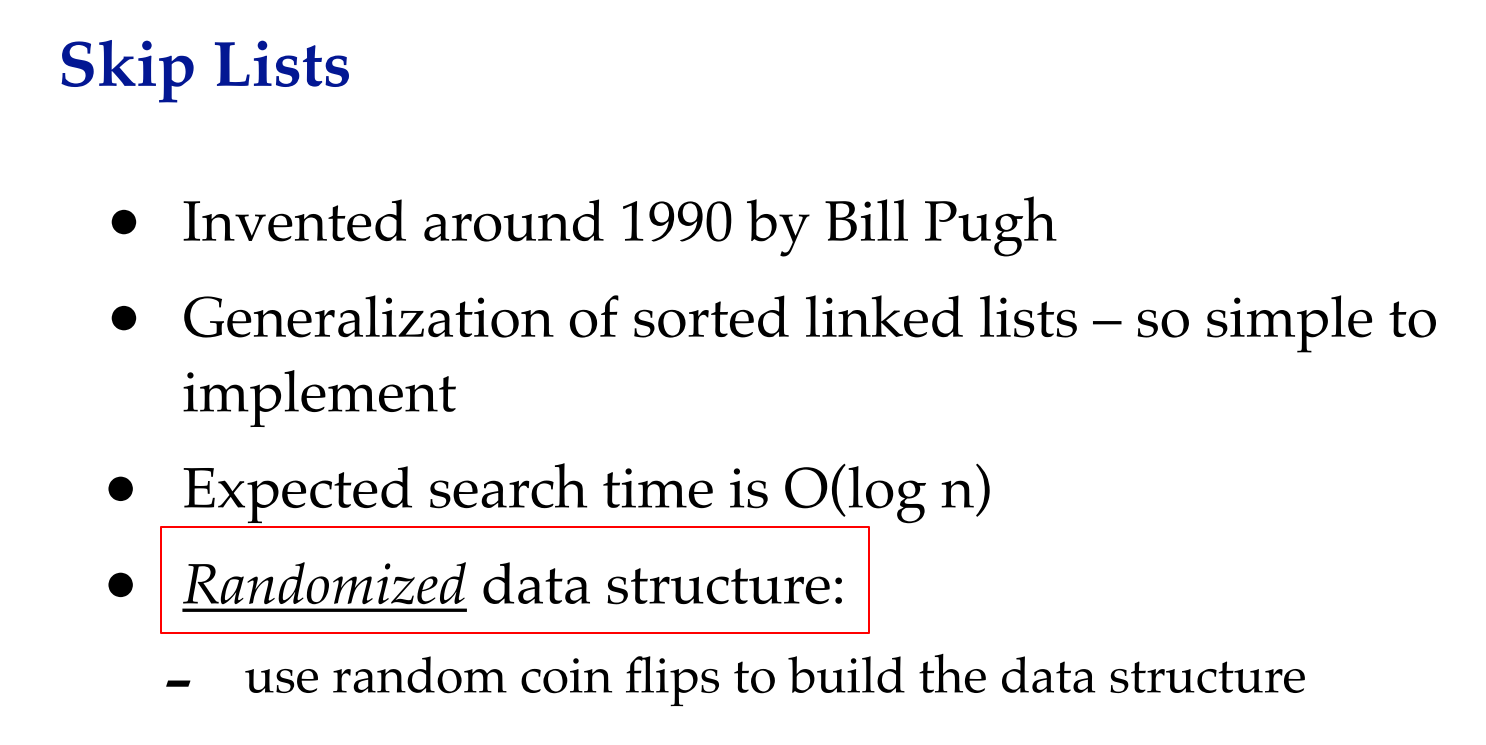 Skip Lists
● Invented around 1990 by Bill Pugh
● Generalization of sorted linked lists – so simple to
implement
● Expected search time is O(log n)
● Randomized data structure:
– use random coin flips to build the data structure